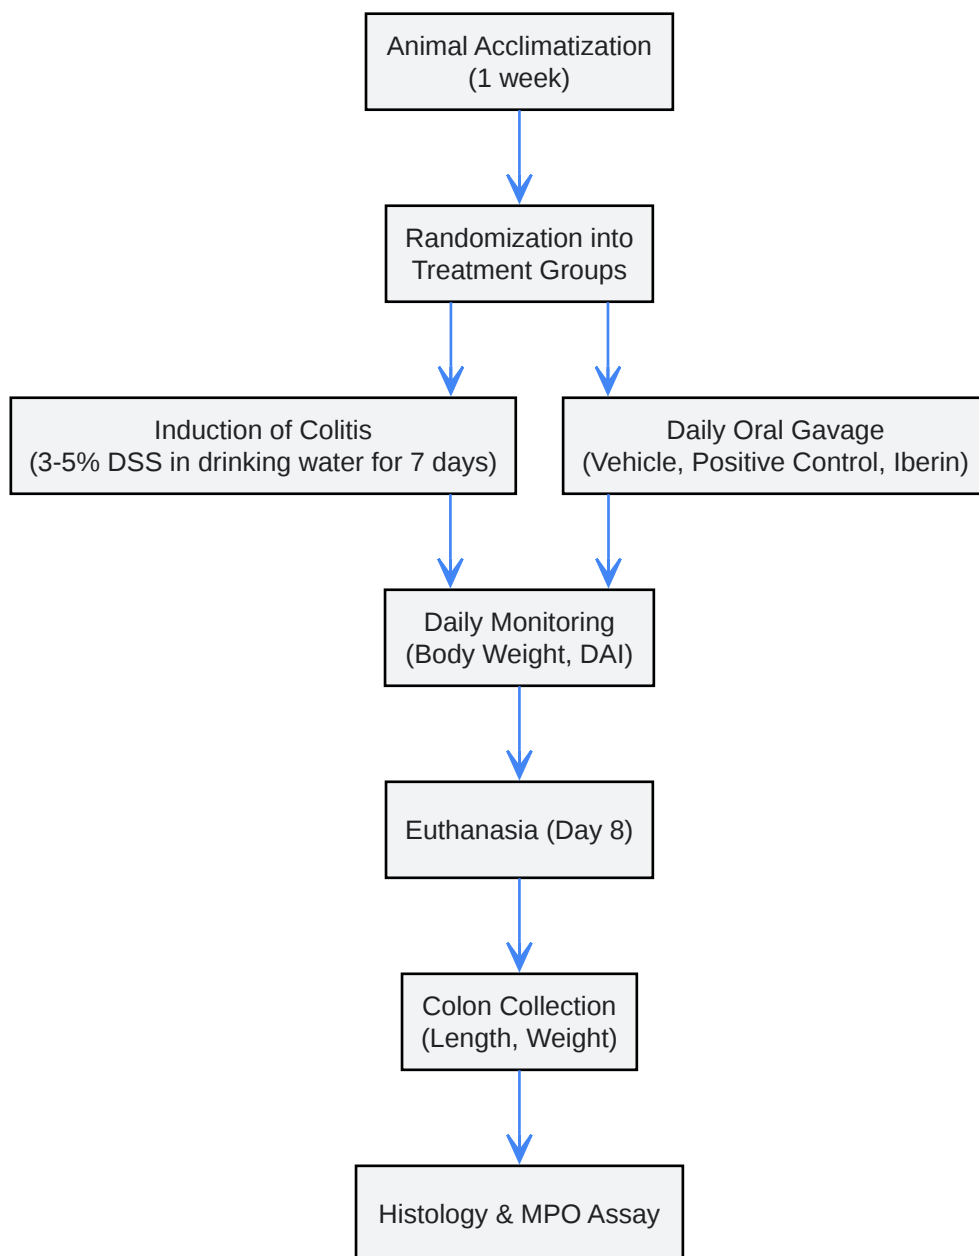 Animal Acclimatization
(1 week)
Randomization into
Treatment Groups
Induction of Colitis
(3-5% DSS in drinking water for 7 days)
Daily Oral Gavage
(Vehicle, Positive Control, Iberin)
Daily Monitoring
(Body Weight, DAI)
Euthanasia (Day 8)
Colon Collection
(Length, Weight)
Histology & MPO Assay